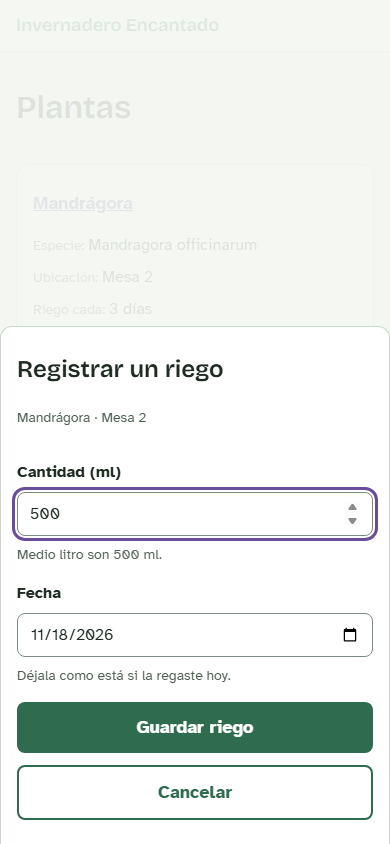 Invernadero Encantado
Plantas
Mandrágora
Especie: Mandragora officinarum
Ubicación: Mesa 2
Riego cada: 3 días
Registrar un riego
Mandrágora · Mesa 2
Cantidad (ml)
500
Medio litro son 500 ml.
Fecha
11/18/2026
Déjala como está si la regaste hoy.
Guardar riego
Cancelar